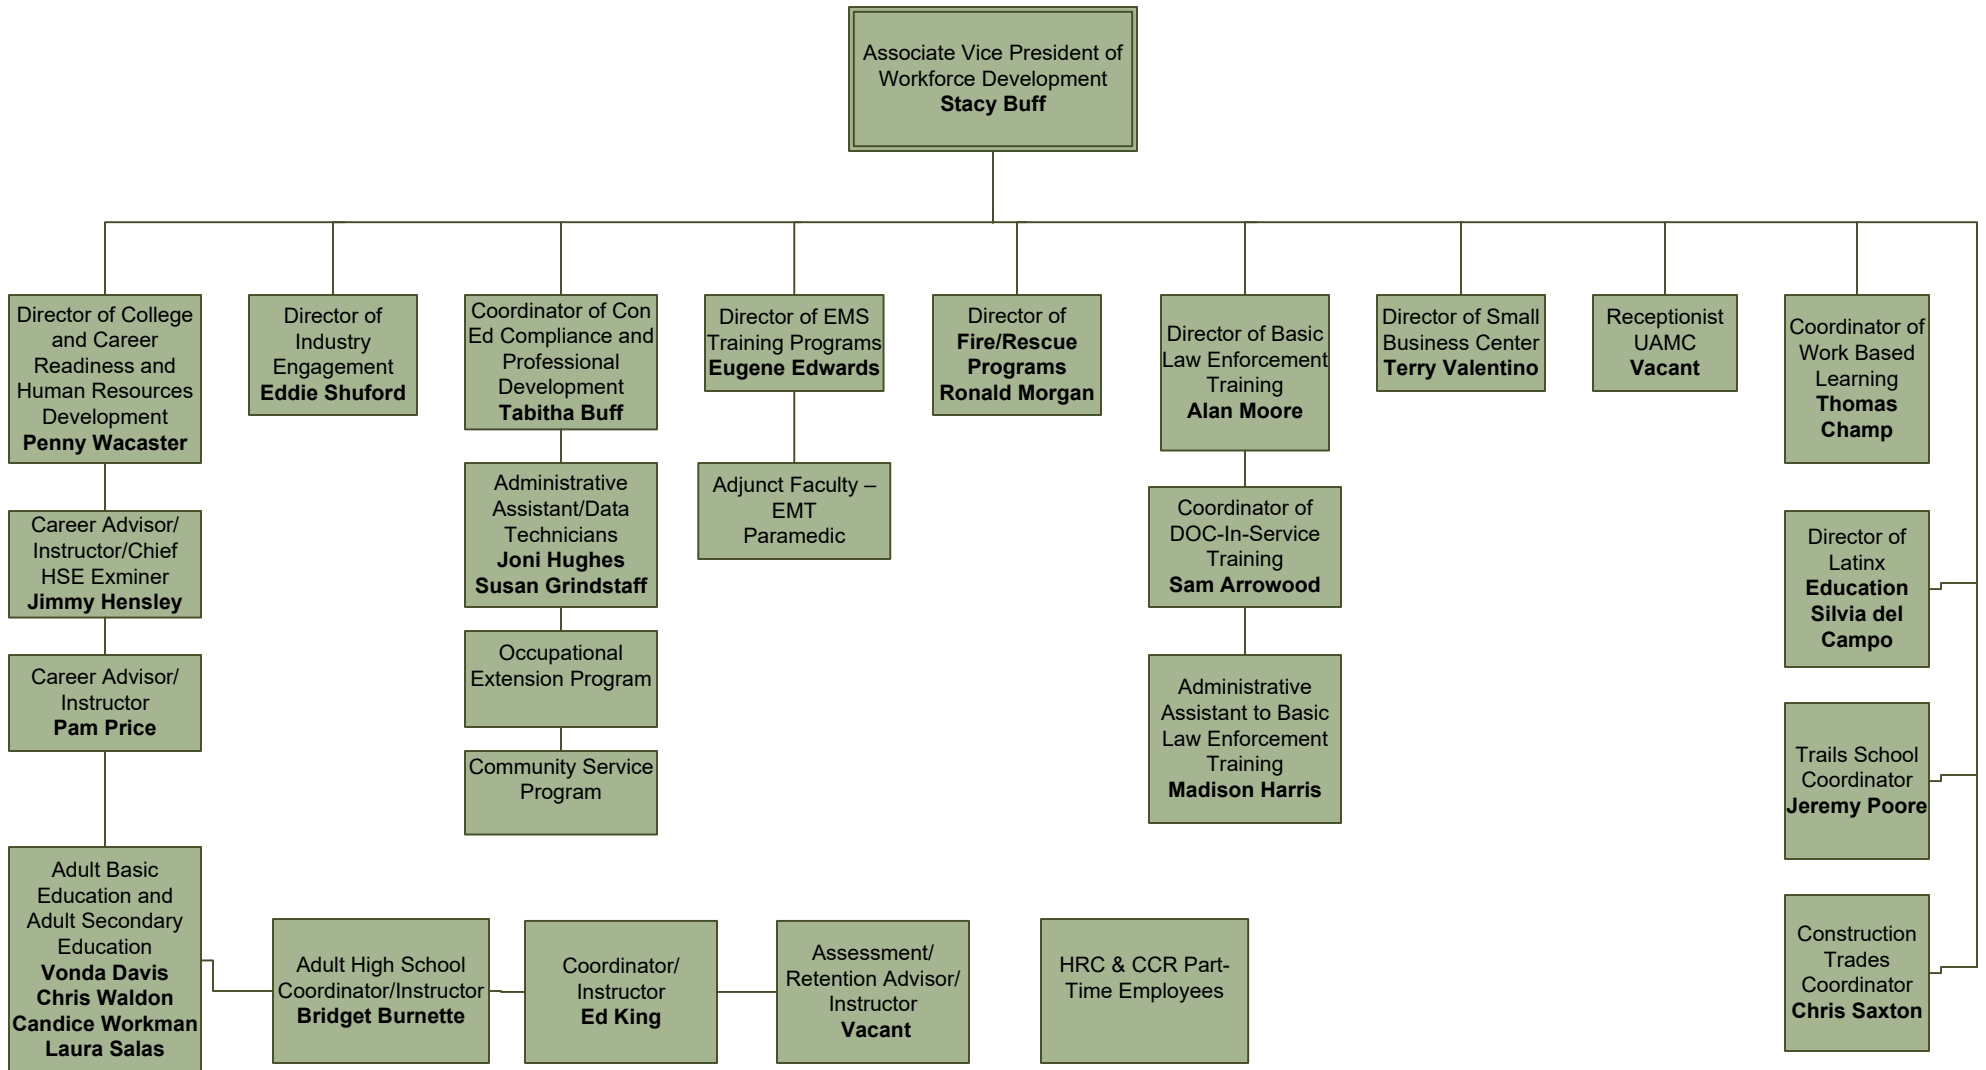 Associate Vice President of
Workforce Development
Stacy Buff
Director of College
and Career
Readiness and
Human Resources
Development
Penny Wacaster
Director of
Industry
Engagement
Eddie Shuford
Coordinator of Con
Ed Compliance and
Professional
Development
Tabitha Buff
Director of EMS
Training Programs
Eugene Edwards
Director of
Fire/Rescue
Programs
Ronald Morgan
Director of Basic
Law Enforcement
Training
Alan Moore
Director of Small
Business Center
Terry Valentino
Receptionist
UAMC
Vacant
Coordinator of
Work Based
Learning
Thomas
Champ
Career Advisor/
Instructor/Chief
HSE Exminer
Jimmy Hensley
Administrative
Assistant/Data
Technicians
Joni Hughes
Susan Grindstaff
Adjunct Faculty –
EMT
Paramedic
Coordinator of
DOC-In-Service
Training
Sam Arrowood
Director of
Latinx
Education
Silvia del
Campo
Career Advisor/
Instructor
Pam Price
Occupational
Extension Program
Administrative
Assistant to Basic
Law Enforcement
Training
Madison Harris
Community Service
Program
Trails School
Coordinator
Jeremy Poore
Adult Basic
Education and
Adult Secondary
Education
Vonda Davis
Chris Waldon
Candice Workman
Laura Salas
Adult High School
Coordinator/Instructor
Bridget Burnette
Coordinator/
Instructor
Ed King
Assessment/
Retention Advisor/
Instructor
Vacant
HRC & CCR Part-
Time Employees
Construction
Trades
Coordinator
Chris Saxton